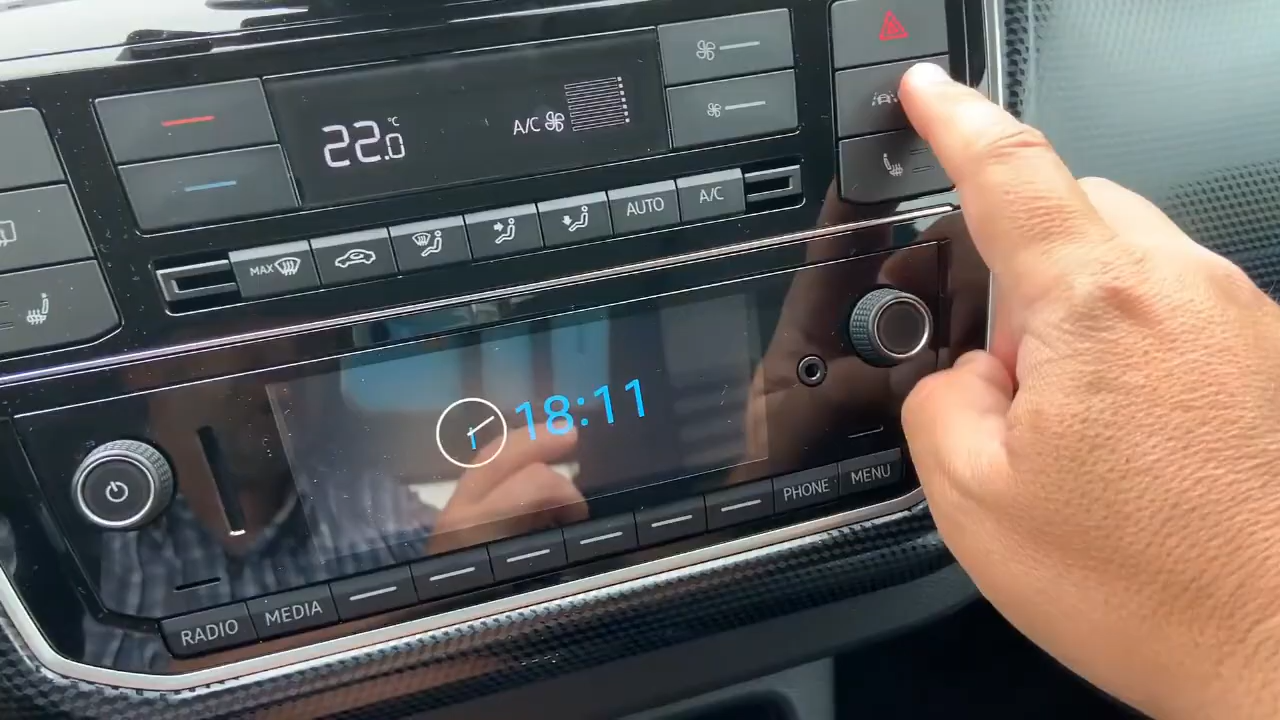 22.0 °C
A/C
MAX
AUTO
A/C
18:11
PHONE
MENU
RADIO
MEDIA